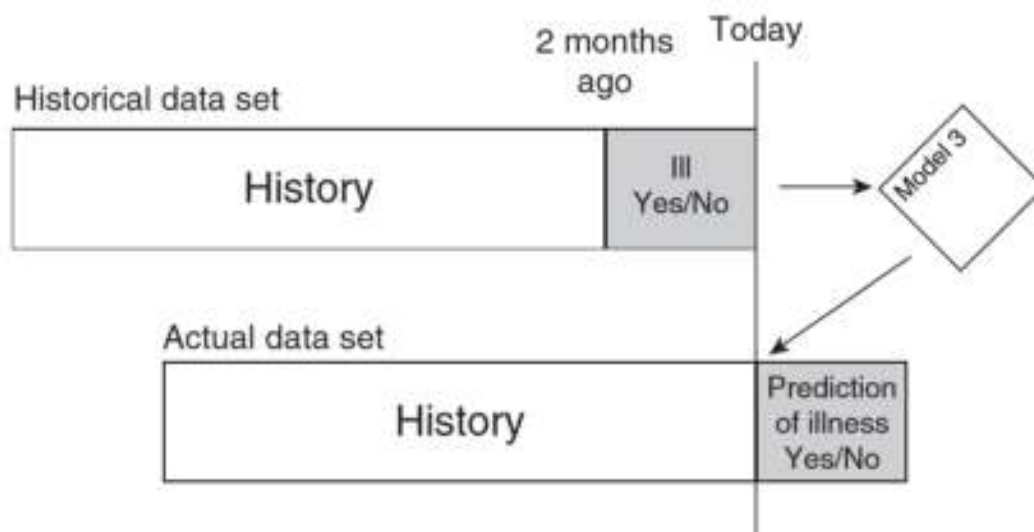 2 months
ago
Today
Historical data set
History
Ill
Yes/No
Model 3
Actual data set
History
Prediction
of illness
Yes/No